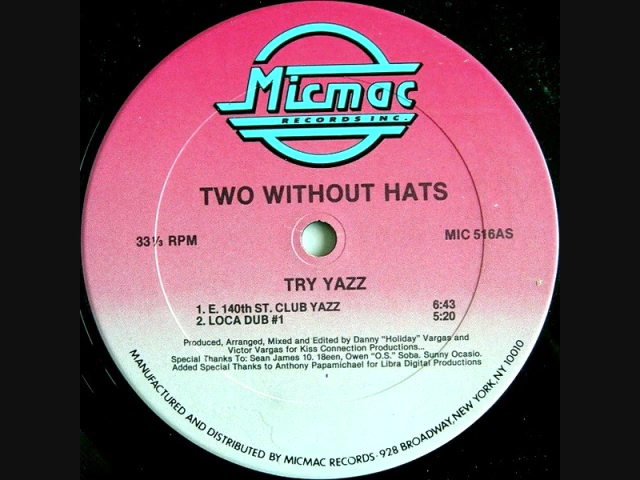 Micmac
RECORDS INC.
TWO WITHOUT HATS
33⅓ RPM
MIC 516AS
TRY YAZZ
1. E. 140th ST. CLUB YAZZ 6:43
2. LOCA DUB #1 5:20
Produced, Arranged, Mixed and Edited by Danny "Holiday" Vargas and
Victor Vargas for Kiss Connection Productions...
Special Thanks To: Sean James 10. 18een, Owen "O.S." Soba. Sunny Ocasio.
Added Special Thanks to Anthony Papamichael for Libra Digital Productions
MANUFACTURED AND DISTRIBUTED BY MICMAC RECORDS · 928 BROADWAY, NEW YORK, NY 10010